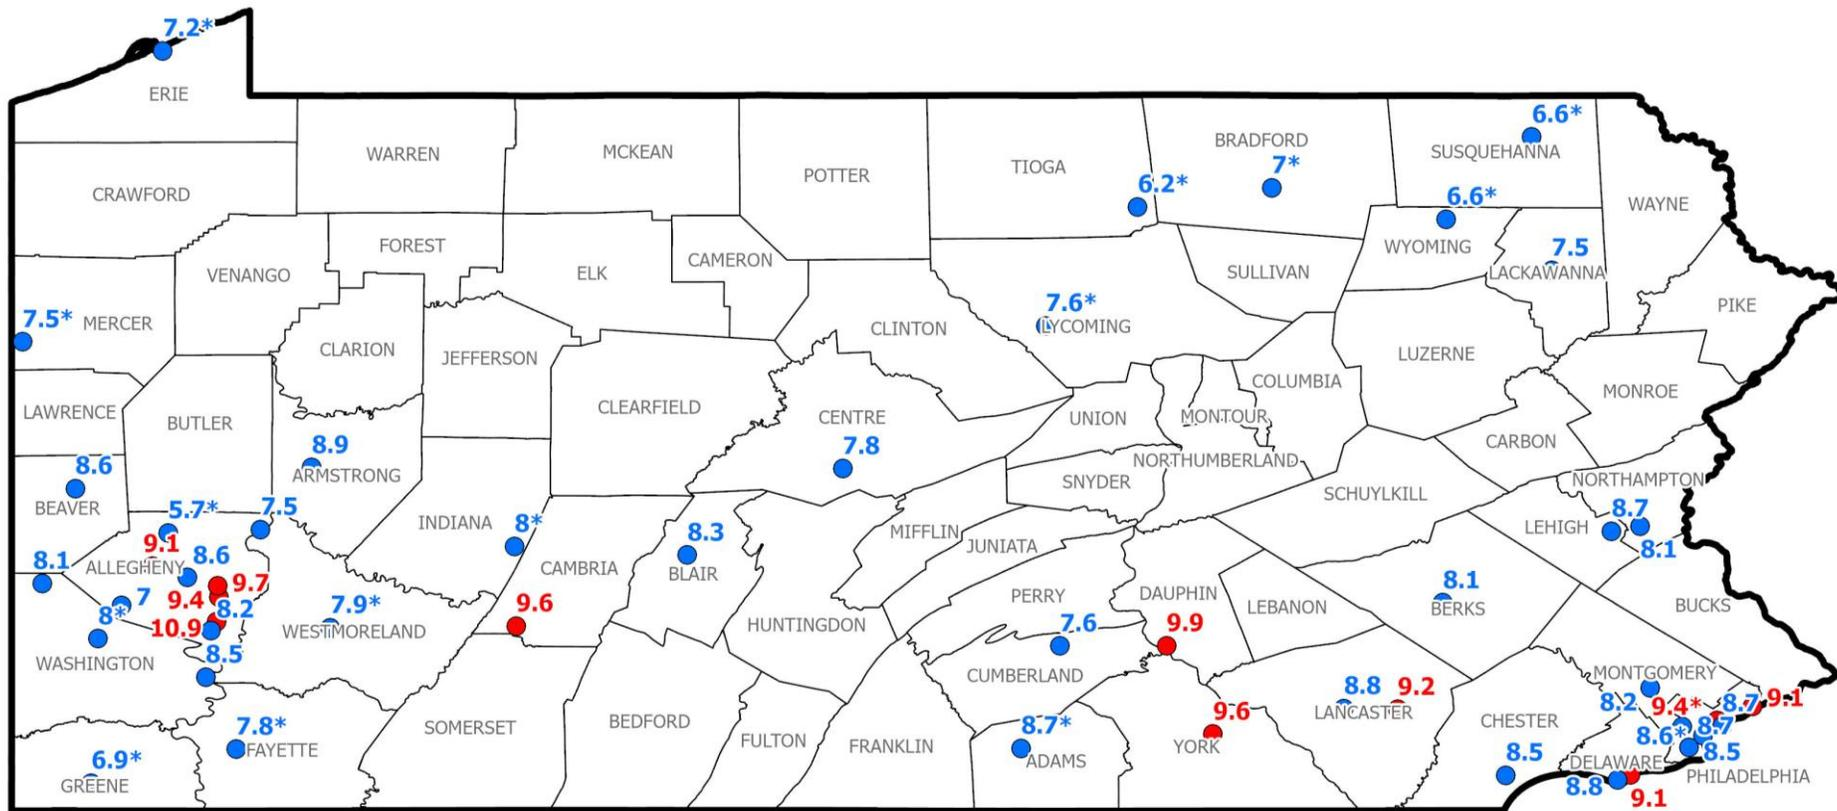 7.2*
ERIE
6.6*
WARREN
MCKEAN
BRADFORD
SUSQUEHANNA
TIOGA
7*
POTTER
6.2*
CRAWFORD
6.6*
WAYNE
FOREST
WYOMING
7.5
CAMERON
VENANGO
ELK
SULLIVAN
LACKAWANNA
7.6*
PIKE
7.5*
MERCER
CLINTON
LYCOMING
CLARION
JEFFERSON
LUZERNE
COLUMBIA
MONROE
LAWRENCE
CLEARFIELD
CENTRE
UNION
MONTOUR
BUTLER
8.9
7.8
CARBON
8.6
ARMSTRONG
NORTHUMBERLAND
SNYDER
NORTHAMPTON
SCHUYLKILL
BEAVER
5.7*
7.5
8.7
INDIANA
8*
MIFFLIN
LEHIGH
8.3
JUNIATA
9.1
8.1
8.1
ALLEGHENY
8.6
CAMBRIA
BLAIR
9.7
8.1
7
9.4
7.9*
9.6
PERRY
DAUPHIN
LEBANON
BERKS
BUCKS
8*
8.2
10.9
WESTMORELAND
HUNTINGDON
7.6
9.9
8.5
WASHINGTON
CUMBERLAND
MONTGOMERY
8.8
9.2
8.2
9.4*
8.7
9.1
7.8*
SOMERSET
BEDFORD
8.7*
9.6
LANCASTER
CHESTER
8.6*
8.7
FAYETTE
FULTON
FRANKLIN
YORK
8.5
8.5
6.9*
ADAMS
DELAWARE
PHILADELPHIA
GREENE
8.8
9.1